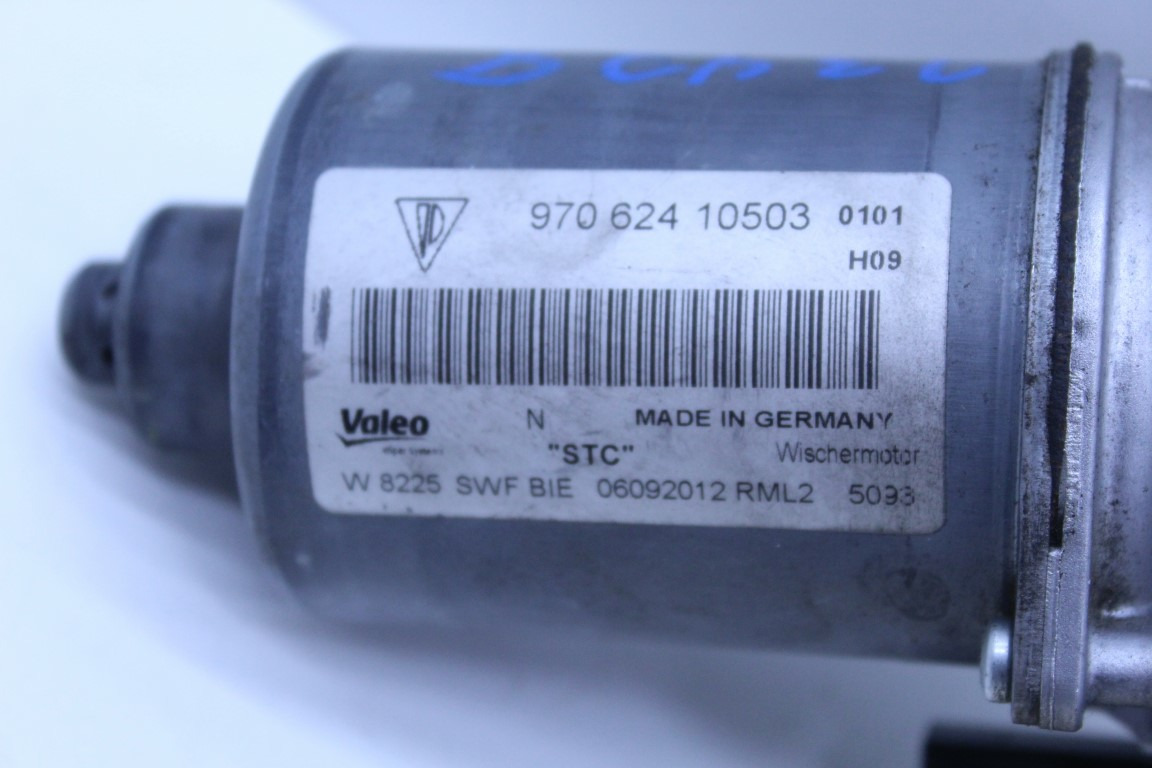 970 624 10503 0101
H09
Valeo N MADE IN GERMANY
"STC" Wischermotor
W 8225 SWF BIE 06092012 RML2 5093